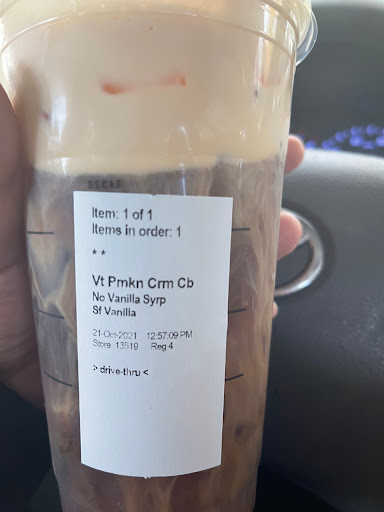 DECAF
Item: 1 of 1
Items in order: 1
* *
Vt Pmkn Crm Cb
No Vanilla Syrp
Sf Vanilla
21-Oct-2021 12:57:09 PM
Store 13519 Reg 4
> drive-thru <